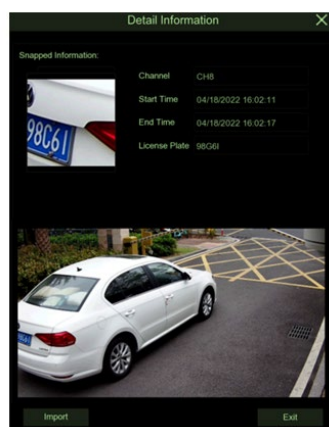 Detail Information
X
Snapped Information:
Channel CH8
Start Time 04/18/2022 16:02:11
End Time 04/18/2022 16:02:17
License Plate 98G6I
98C6I
Import
Exit